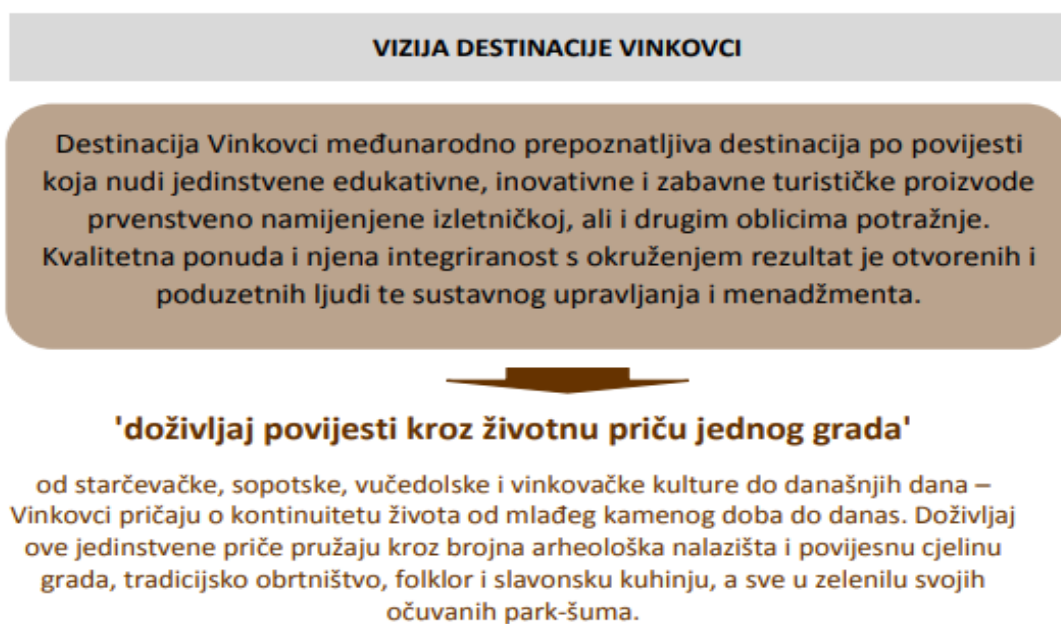 VIZIJA DESTINACIJE VINKOVCI
Destinacija Vinkovci međunarodno prepoznatljiva destinacija po povijesti
koja nudi jedinstvene edukativne, inovativne i zabavne turističke proizvode
prvenstveno namijenjene izletničkoj, ali i drugim oblicima potražnje.
Kvalitetna ponuda i njena integriranost s okruženjem rezultat je otvorenih i
poduzetnih ljudi te sustavnog upravljanja i menadžmenta.
'doživljaj povijesti kroz životnu priču jednog grada'
od starčevačke, sopotske, vučedolske i vinkovačke kulture do današnjih dana –
Vinkovci pričaju o kontinuitetu života od mlađeg kamenog doba do danas. Doživljaj
ove jedinstvene priče pružaju kroz brojna arheološka nalazišta i povijesnu cjelinu
grada, tradicijsko obrtništvo, folklor i slavonsku kuhinju, a sve u zelenilu svojih
očuvanih park-šuma.